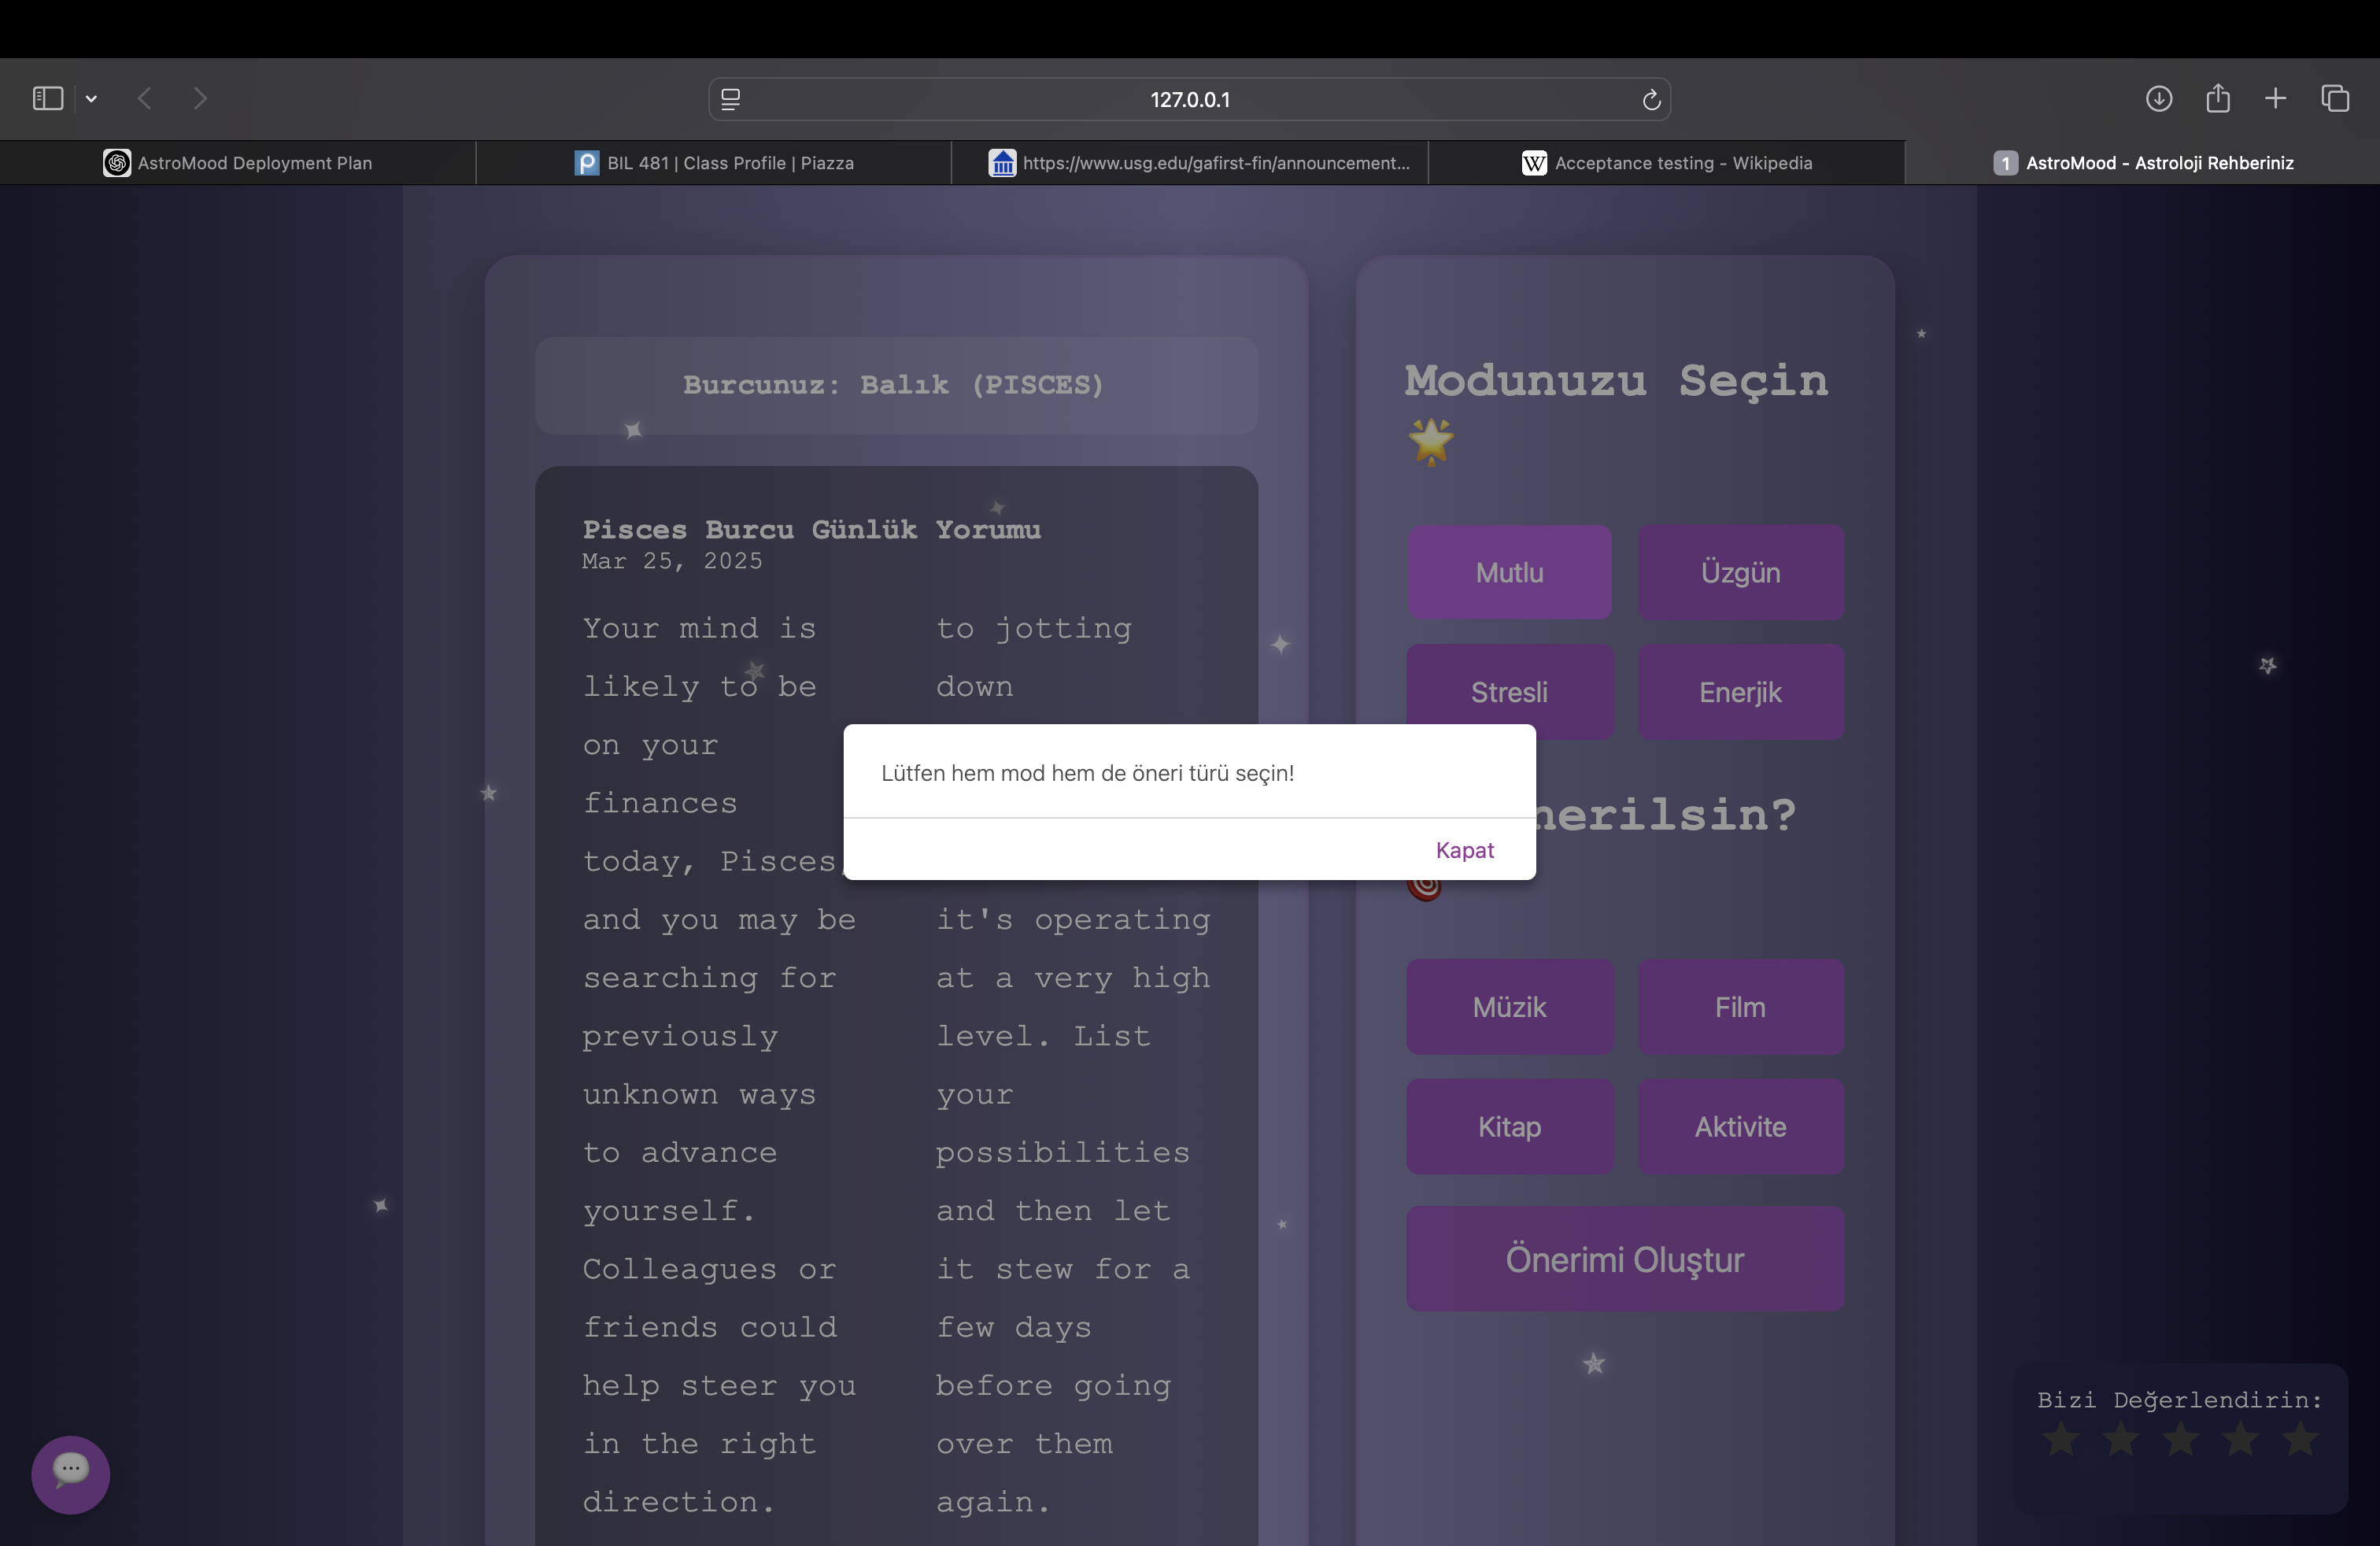 127.0.0.1
AstroMood Deployment Plan
BIL 481 | Class Profile | Piazza
https://www.usg.edu/gafirst-fin/announcement...
W Acceptance testing - Wikipedia
1 AstroMood - Astroloji Rehberiniz
Burcunuz: Balık (PISCES)
Pisces Burcu Günlük Yorumu
Mar 25, 2025
Your mind is
likely to be
on your
finances
today, Pisces,
and you may be
searching for
previously
unknown ways
to advance
yourself.
Colleagues or
friends could
help steer you
in the right
direction.
to jotting
down
it's operating
at a very high
level. List
your
possibilities
and then let
it stew for a
few days
before going
over them
again.
Modunuzu Seçin
Mutlu
Üzgün
Stresli
Enerjik
Lütfen hem mod hem de öneri türü seçin!
Kapat
nerilsin?
Müzik
Film
Kitap
Aktivite
Önerimi Oluştur
Bizi Değerlendirin: